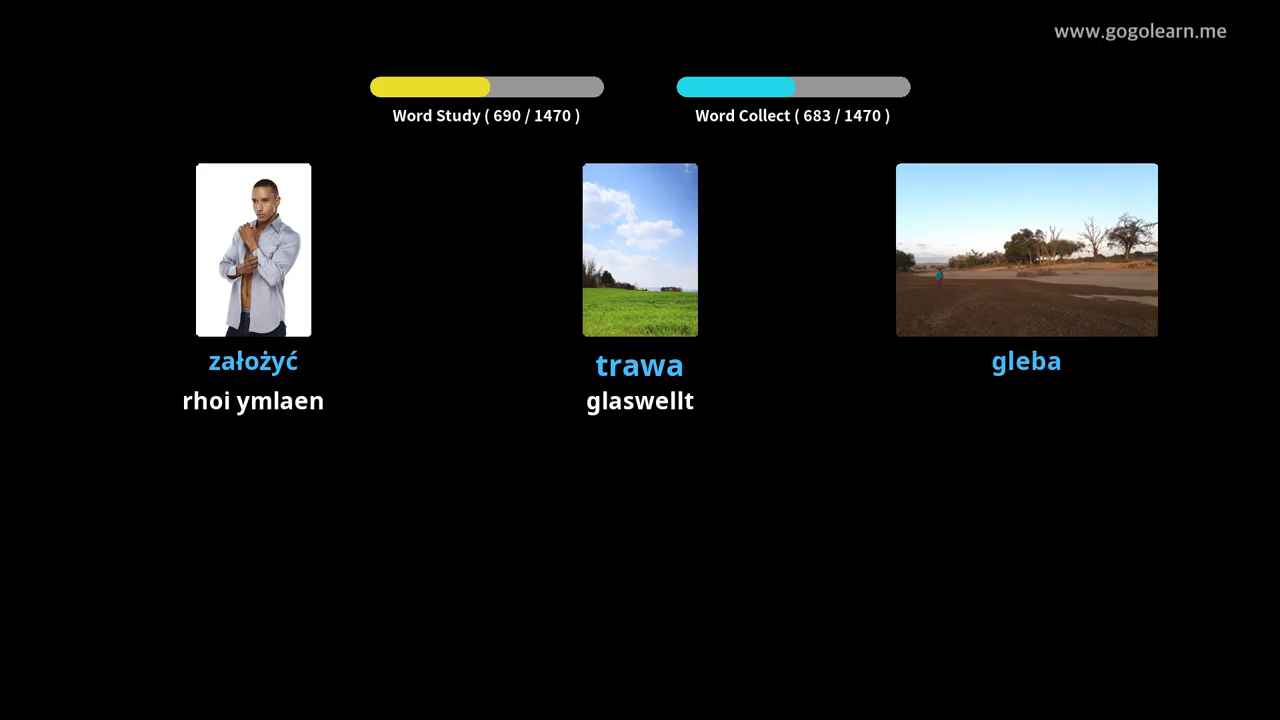 www.gogolearn.me
Word Study ( 690 / 1470 )
Word Collect ( 683 / 1470 )
założyć
trawa
gleba
rhoi ymlaen
glaswellt